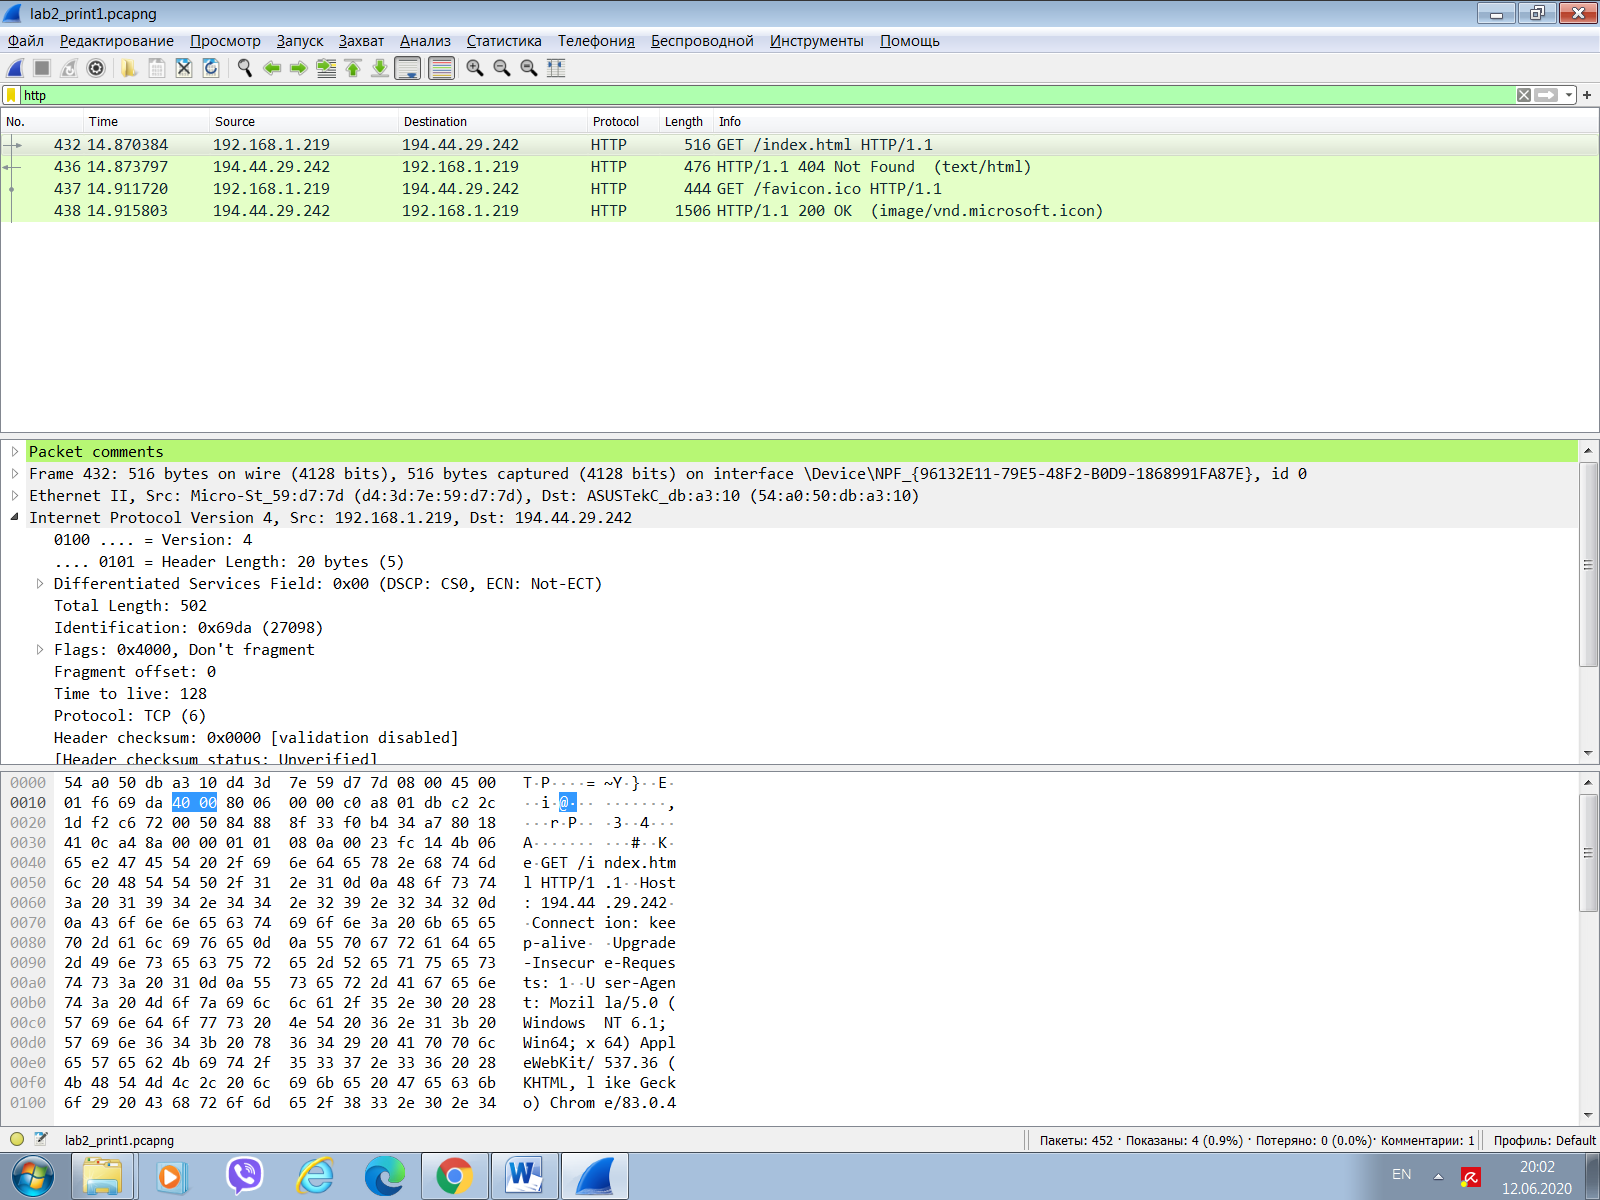 lab2_print1.pcapng
Файл Редактирование Просмотр Запуск Захват Анализ Статистика Телефония Беспроводной Инструменты Помощь
http
No. Time Source Destination Protocol Length Info
432 14.870384 192.168.1.219 194.44.29.242 HTTP 516 GET /index.html HTTP/1.1
436 14.873797 194.44.29.242 192.168.1.219 HTTP 476 HTTP/1.1 404 Not Found (text/html)
437 14.911720 192.168.1.219 194.44.29.242 HTTP 444 GET /favicon.ico HTTP/1.1
438 14.915803 194.44.29.242 192.168.1.219 HTTP 1506 HTTP/1.1 200 OK (image/vnd.microsoft.icon)
Packet comments
Frame 432: 516 bytes on wire (4128 bits), 516 bytes captured (4128 bits) on interface \Device\NPF_{96132E11-79E5-48F2-B0D9-1868991FA87E}, id 0
Ethernet II, Src: Micro-St_59:d7:7d (d4:3d:7e:59:d7:7d), Dst: ASUSTekC_db:a3:10 (54:a0:50:db:a3:10)
Internet Protocol Version 4, Src: 192.168.1.219, Dst: 194.44.29.242
0100 .... = Version: 4
.... 0101 = Header Length: 20 bytes (5)
Differentiated Services Field: 0x00 (DSCP: CS0, ECN: Not-ECT)
Total Length: 502
Identification: 0x69da (27098)
Flags: 0x4000, Don't fragment
Fragment offset: 0
Time to live: 128
Protocol: TCP (6)
Header checksum: 0x0000 [validation disabled]
[Header checksum status: Unverified]
0000 54 a0 50 db a3 10 d4 3d 7e 59 d7 7d 08 00 45 00 T·P····= ~Y·}··E·
0010 01 f6 69 da 40 00 80 06 00 00 c0 a8 01 db c2 2c ··i·@··· ·······,
0020 1d f2 c6 72 00 50 84 88 8f 33 f0 b4 34 a7 80 18 ···r·P·· ·3··4···
0030 41 0c a4 8a 00 00 01 01 08 0a 00 23 fc 14 4b 06 A······· ···#··K·
0040 65 e2 47 45 54 20 2f 69 6e 64 65 78 2e 68 74 6d e·GET /i ndex.htm
0050 6c 20 48 54 54 50 2f 31 2e 31 0d 0a 48 6f 73 74 l HTTP/1 .1··Host
0060 3a 20 31 39 34 2e 34 34 2e 32 39 2e 32 34 32 0d : 194.44 .29.242·
0070 0a 43 6f 6e 6e 65 63 74 69 6f 6e 3a 20 6b 65 65 ·Connect ion: kee
0080 70 2d 61 6c 69 76 65 0d 0a 55 70 67 72 61 64 65 p-alive· ·Upgrade
0090 2d 49 6e 73 65 63 75 72 65 2d 52 65 71 75 65 73 -Insecur e-Reques
00a0 74 73 3a 20 31 0d 0a 55 73 65 72 2d 41 67 65 6e ts: 1··U ser-Agen
00b0 74 3a 20 4d 6f 7a 69 6c 6c 61 2f 35 2e 30 20 28 t: Mozil la/5.0 (
00c0 57 69 6e 64 6f 77 73 20 4e 54 20 36 2e 31 3b 20 Windows NT 6.1;
00d0 57 69 6e 36 34 3b 20 78 36 34 29 20 41 70 70 6c Win64; x 64) Appl
00e0 65 57 65 62 4b 69 74 2f 35 33 37 2e 33 36 20 28 eWebKit/ 537.36 (
00f0 4b 48 54 4d 4c 2c 20 6c 69 6b 65 20 47 65 63 6b KHTML, l ike Geck
0100 6f 29 20 43 68 72 6f 6d 65 2f 38 33 2e 30 2e 34 o) Chrom e/83.0.4
lab2_print1.pcapng Пакеты: 452 · Показаны: 4 (0.9%) · Потеряно: 0 (0.0%) · Комментарии: 1 Профиль: Default
EN 20:02
12.06.2020